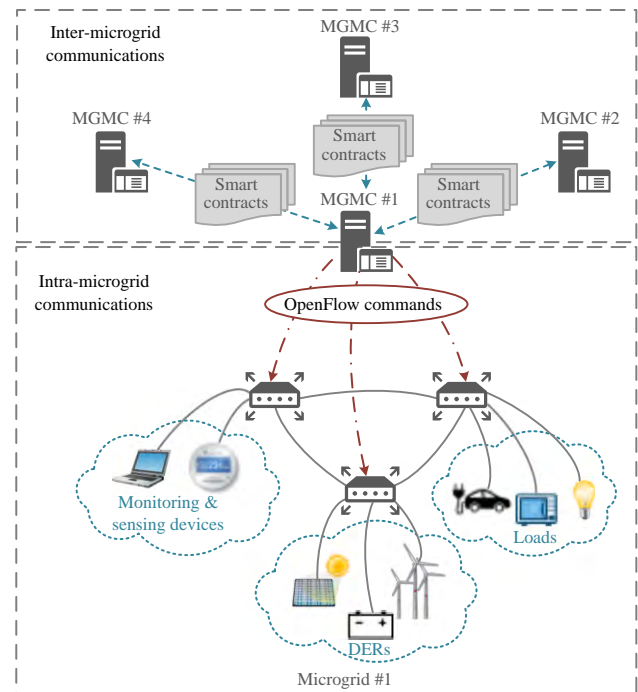 Inter-microgrid
communications
MGMC #3
MGMC #4
MGMC #2
Smart
contracts
Smart
contracts
Smart
contracts
MGMC #1
Intra-microgrid
communications
OpenFlow commands
Monitoring &
sensing devices
Loads
DERs
Microgrid #1